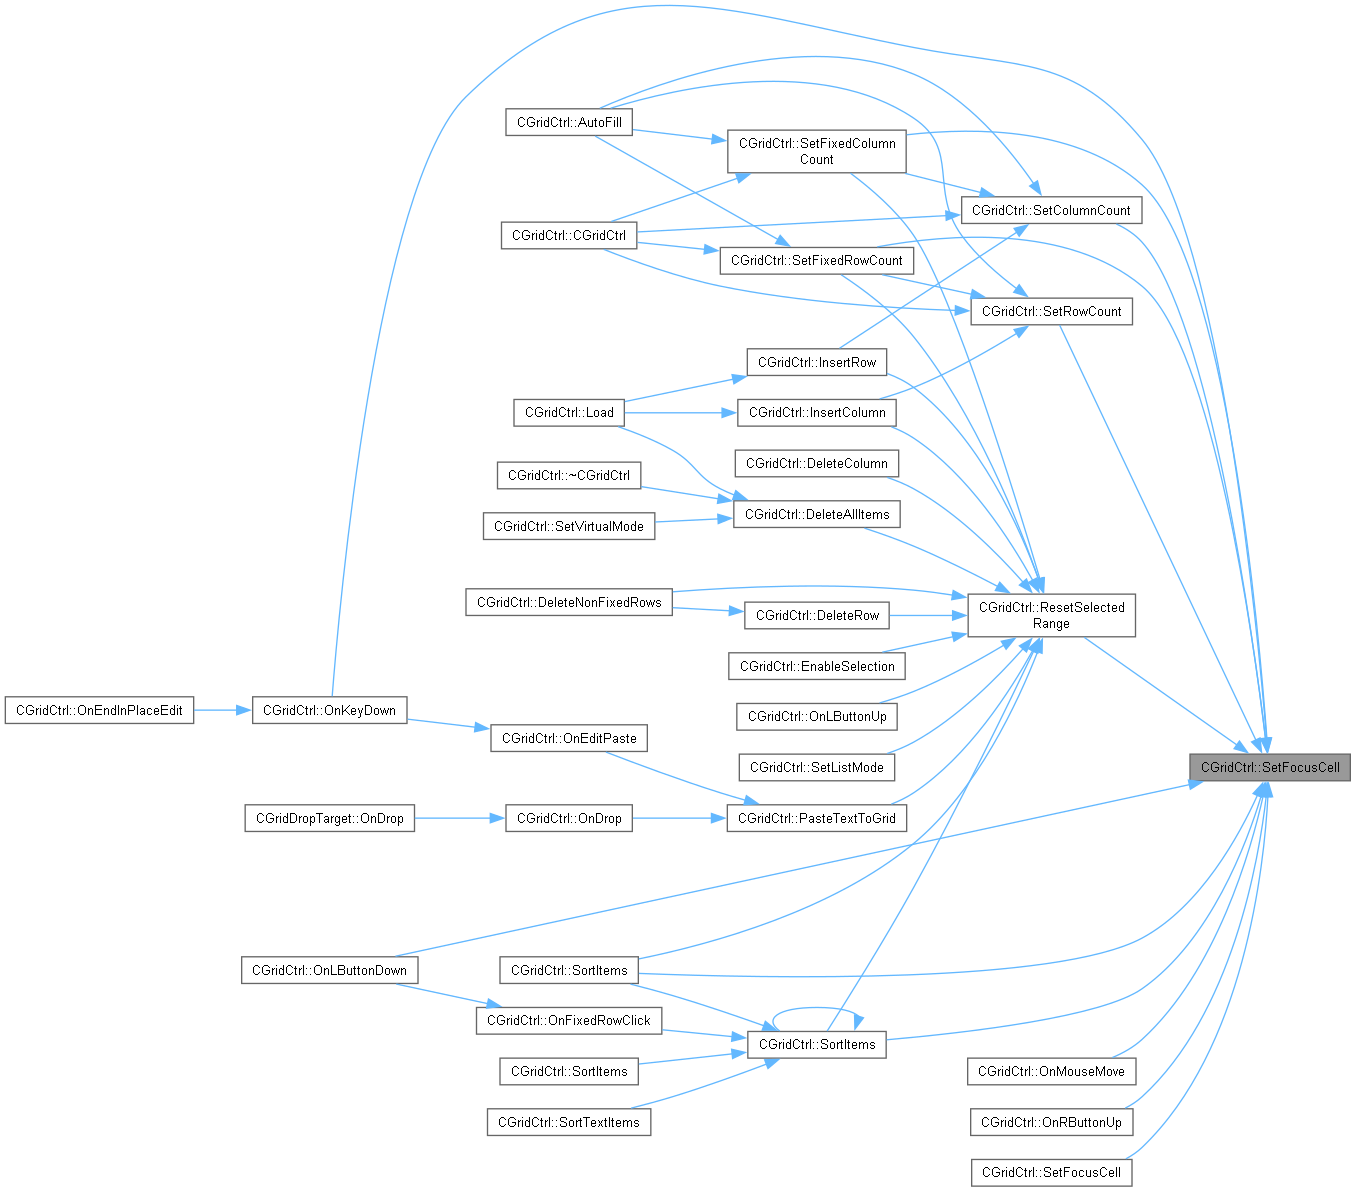 CGridCtrl::AutoFill
CGridCtrl::SetFixedColumn
Count
CGridCtrl::SetColumnCount
CGridCtrl::CGridCtrl
CGridCtrl::SetFixedRowCount
CGridCtrl::SetRowCount
CGridCtrl::InsertRow
CGridCtrl::Load
CGridCtrl::InsertColumn
CGridCtrl::DeleteColumn
CGridCtrl::~CGridCtrl
CGridCtrl::DeleteAllItems
CGridCtrl::SetVirtualMode
CGridCtrl::DeleteNonFixedRows
CGridCtrl::DeleteRow
CGridCtrl::ResetSelected
Range
CGridCtrl::EnableSelection
CGridCtrl::OnEndInPlaceEdit
CGridCtrl::OnKeyDown
CGridCtrl::OnLButtonUp
CGridCtrl::OnEditPaste
CGridCtrl::SetListMode
CGridCtrl::SetFocusCell
CGridDropTarget::OnDrop
CGridCtrl::OnDrop
CGridCtrl::PasteTextToGrid
CGridCtrl::OnLButtonDown
CGridCtrl::SortItems
CGridCtrl::OnFixedRowClick
CGridCtrl::SortItems
CGridCtrl::SortItems
CGridCtrl::OnMouseMove
CGridCtrl::SortTextItems
CGridCtrl::OnRButtonUp
CGridCtrl::SetFocusCell